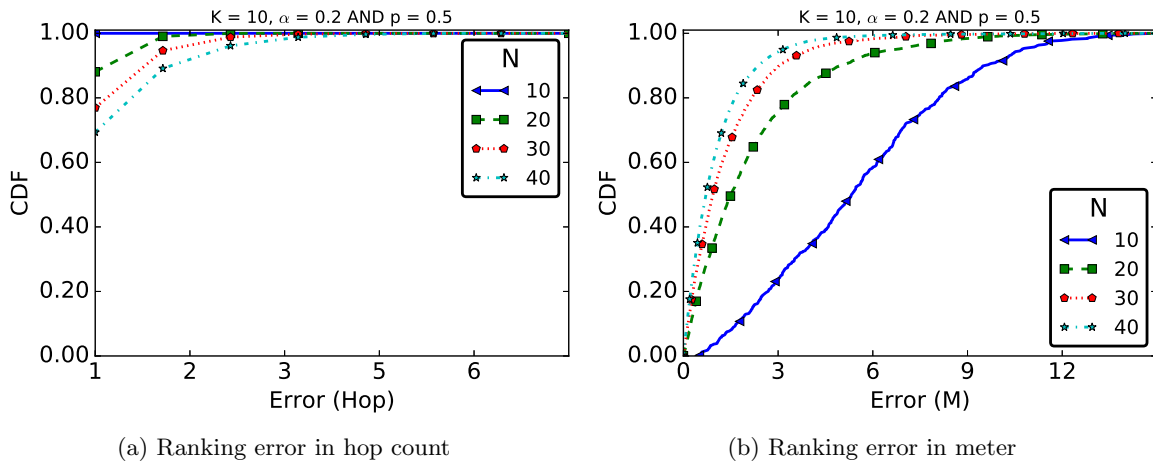 K = 10, α = 0.2 AND p = 0.5
CDF
1.00
0.80
0.60
0.40
0.20
0.00
1 2 3 5 6
Error (Hop)
N
10
20
30
40
(a) Ranking error in hop count
K = 10, α = 0.2 AND p = 0.5
CDF
1.00
0.80
0.60
0.40
0.20
0.00
0 3 6 9 12
Error (M)
N
10
20
30
40
(b) Ranking error in meter